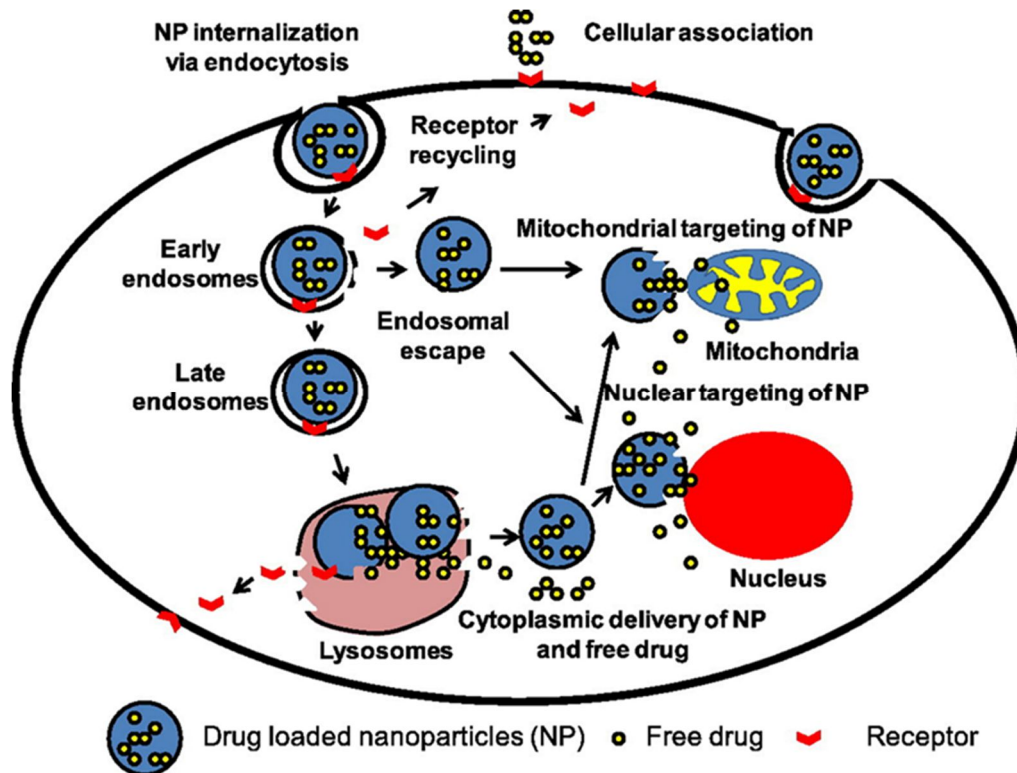 NP internalization
via endocytosis
Cellular association
Receptor
recycling
Early
endosomes
Mitochondrial targeting of NP
Endosomal
escape
Mitochondria
Late
endosomes
Nuclear targeting of NP
Nucleus
Lysosomes
Cytoplasmic delivery of NP
and free drug
Drug loaded nanoparticles (NP)
Free drug
Receptor